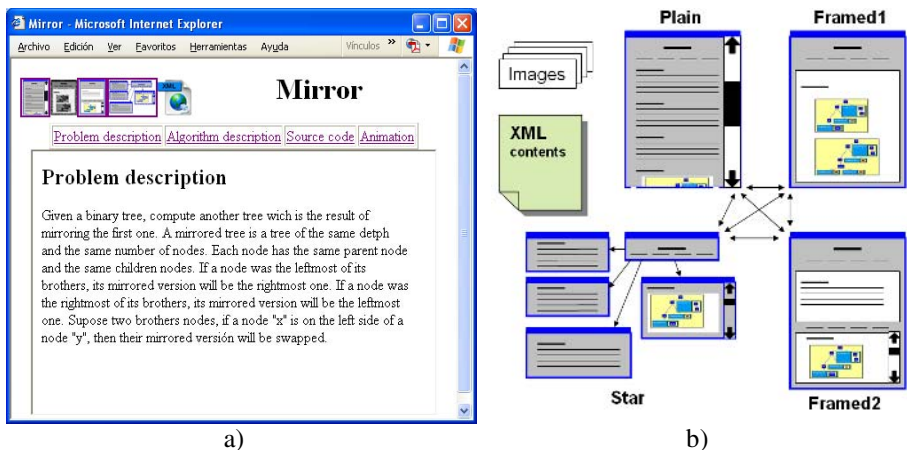 Mirror - Microsoft Internet Explorer
Archivo Edición Ver Favoritos Herramientas Ayuda Vínculos »
XML
Mirror
Problem description Algorithm description Source code Animation
Problem description
Given a binary tree, compute another tree wich is the result of
mirroring the first one. A mirrored tree is a tree of the same detph
and the same number of nodes. Each node has the same parent node
and the same children nodes. If a node was the leftmost of its
brothers, its mirrored version will be the rightmost one. If a node was
the rightmost of its brothers, its mirrored version will be the leftmost
one. Supose two brothers nodes, if a node "x" is on the left side of a
node "y", then their mirrored versión will be swapped.
a)
Plain
Framed1
Images
XML
contents
Star
Framed2
b)